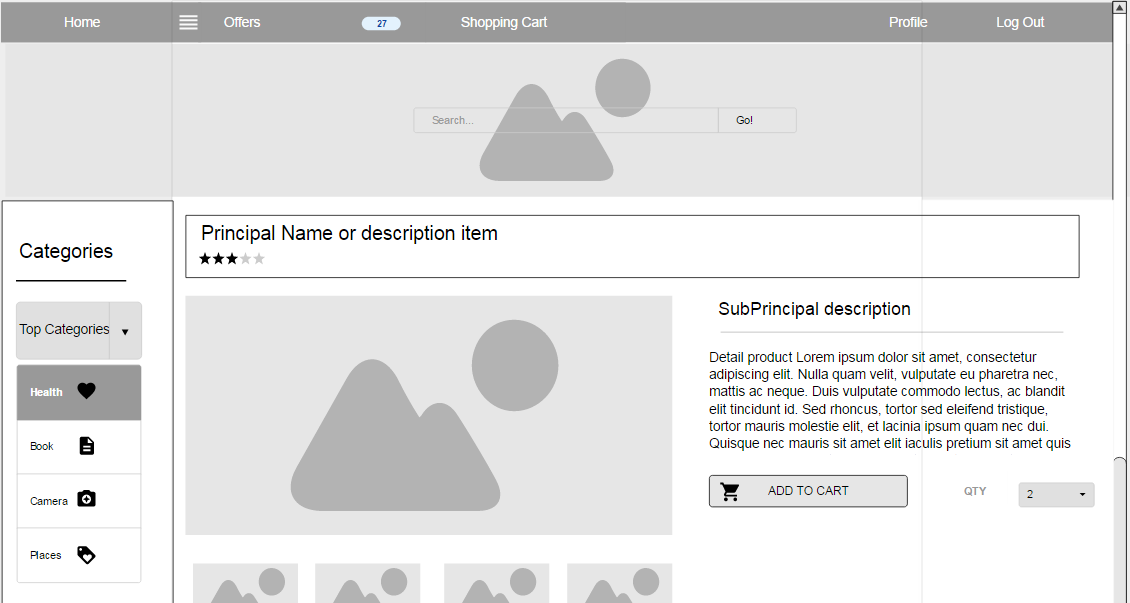 Home
Offers
27
Shopping Cart
Profile
Log Out
Search...
Go!
Categories
Top Categories
Health
Book
Camera
Places
Principal Name or description item
SubPrincipal description
Detail product Lorem ipsum dolor sit amet, consectetur
adipiscing elit. Nulla quam velit, vulputate eu pharetra nec,
mattis ac neque. Duis vulputate commodo lectus, ac blandit
elit tincidunt id. Sed rhoncus, tortor sed eleifend tristique,
tortor mauris molestie elit, et lacinia ipsum quam nec dui.
Quisque nec mauris sit amet elit iaculis pretium sit amet quis
ADD TO CART
QTY
2